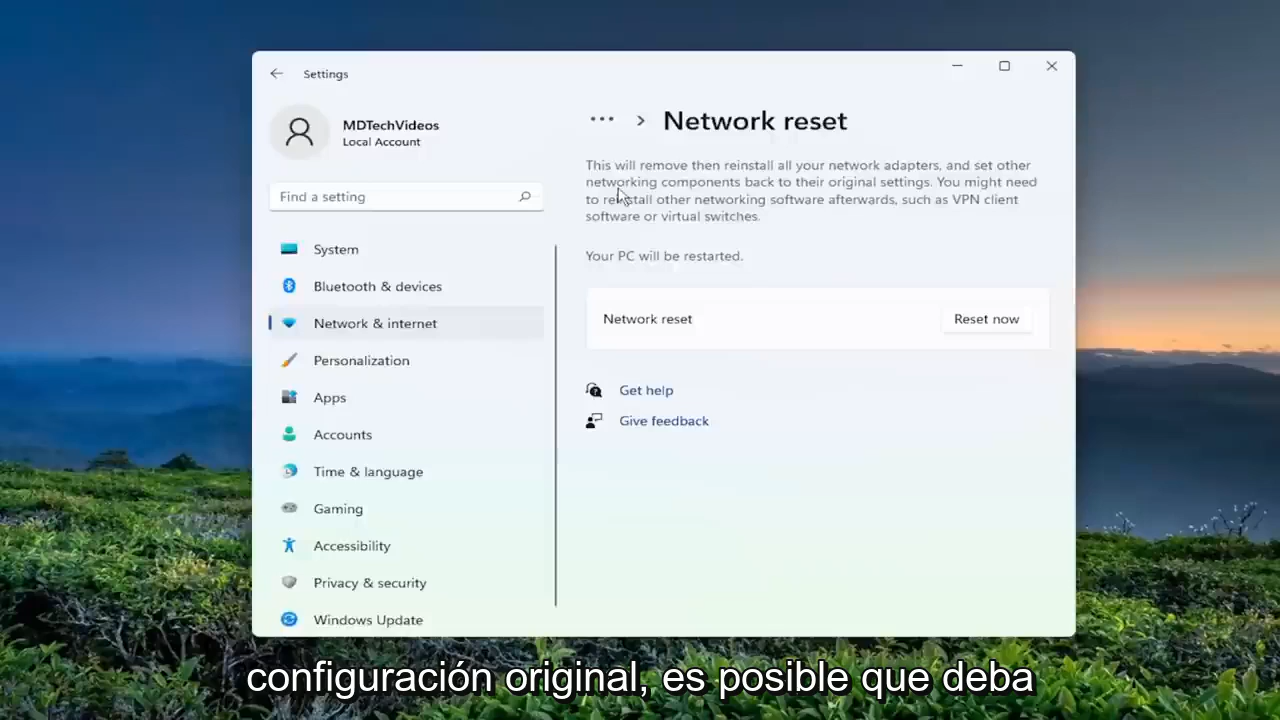 Settings
MDTechVideos
Local Account
Find a setting
System
Bluetooth & devices
Network & internet
Personalization
Apps
Accounts
Time & language
Gaming
Accessibility
Privacy & security
Windows Update
... > Network reset
This will remove then reinstall all your network adapters, and set other
networking components back to their original settings. You might need
to reinstall other networking software afterwards, such as VPN client
software or virtual switches.
Your PC will be restarted.
Network reset
Reset now
Get help
Give feedback
configuración original, es posible que deba